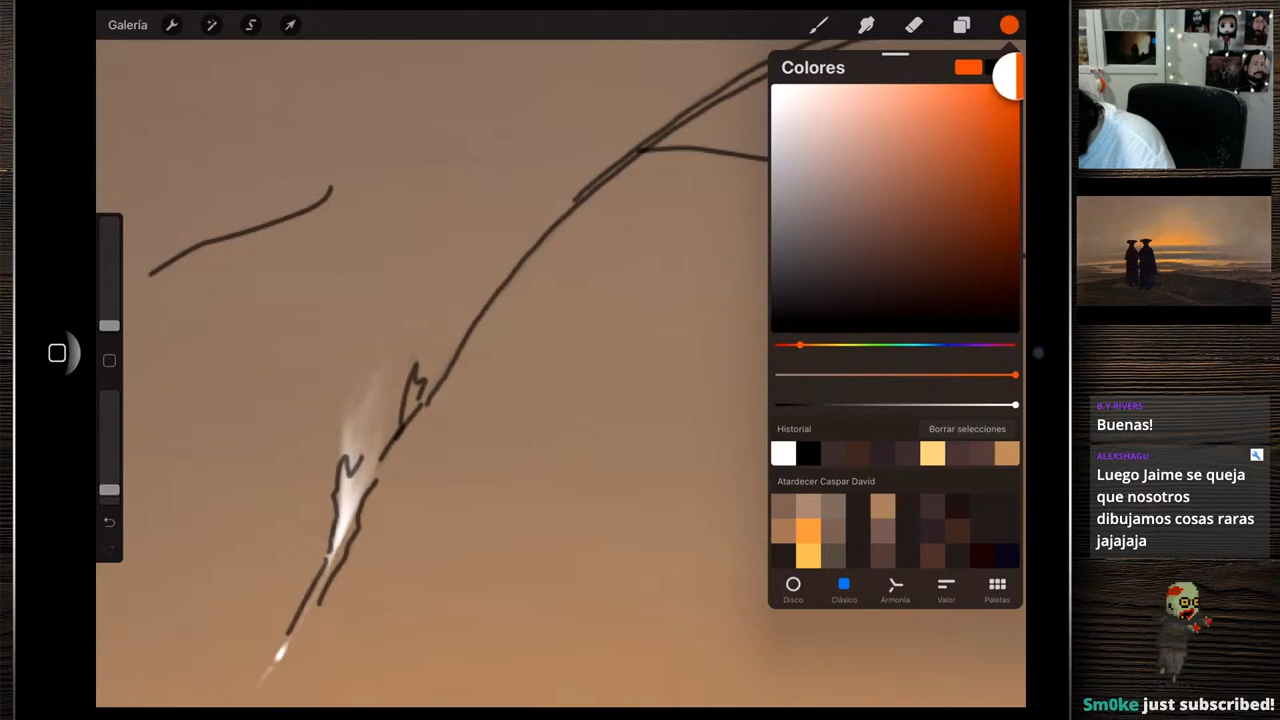 Galería
Colores
Historial
Borrar selecciones
Atardecer Caspar David
Disco
Clásico
Armonía
Valor
Paletas
B-Y-RIVERS
Buenas!
ALEXSHAGU
Luego Jaime se queja
que nosotros
dibujamos cosas raras
jajajaja
Sm0ke just subscribed!